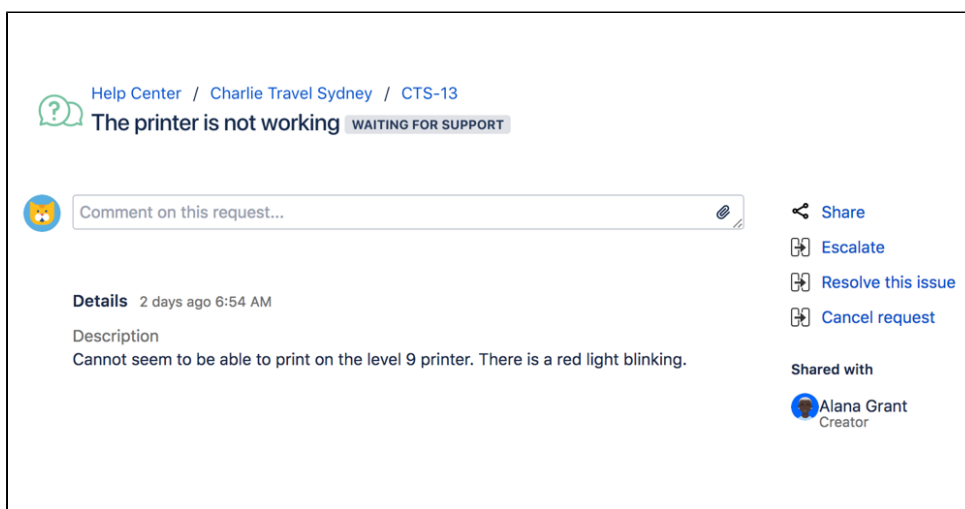 Help Center / Charlie Travel Sydney / CTS-13
The printer is not working WAITING FOR SUPPORT
Comment on this request...
Share
Escalate
Resolve this issue
Cancel request
Details 2 days ago 6:54 AM
Description
Cannot seem to be able to print on the level 9 printer. There is a red light blinking.
Shared with
Alana Grant
Creator